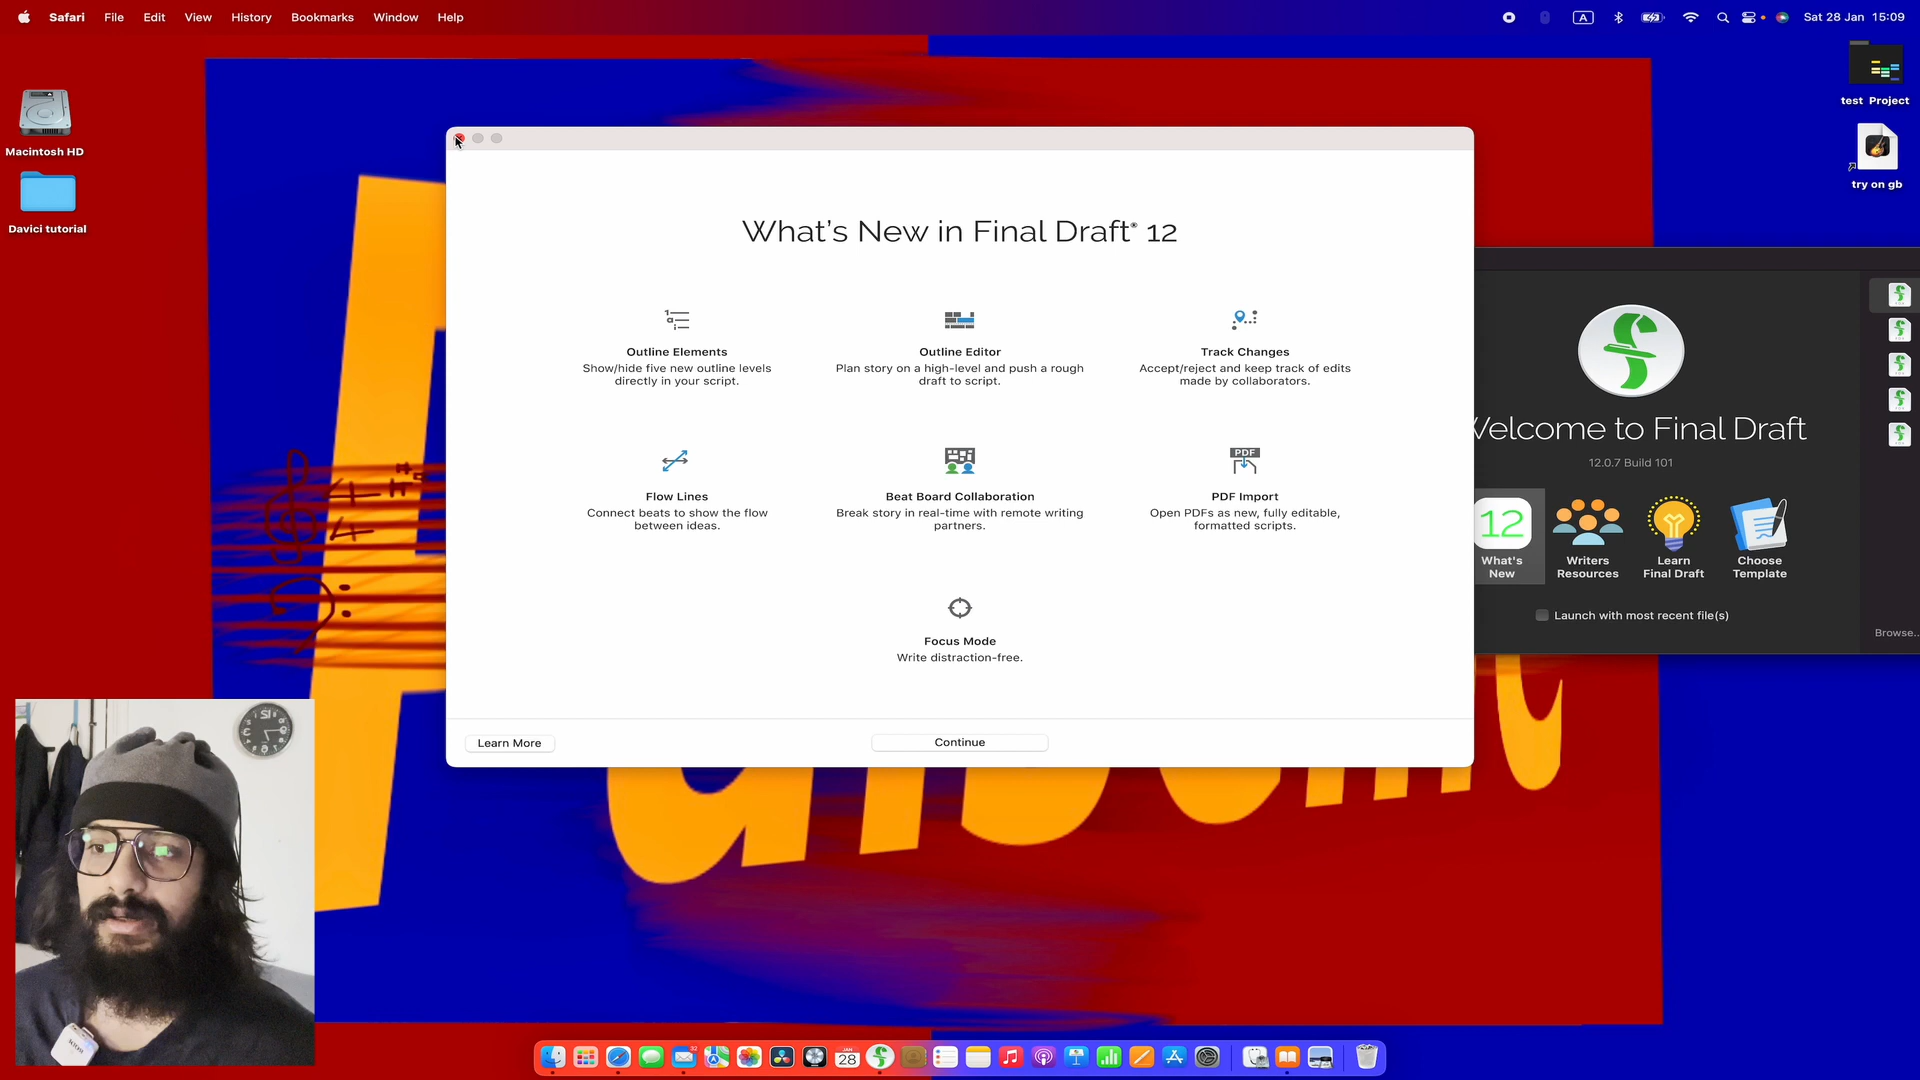 Safari File Edit View History Bookmarks Window Help
A
Sat 28 Jan 15:09
Macintosh HD
Davici tutorial
test Project
try on gb
What's New in Final Draft® 12
Outline Elements
Show/hide five new outline levels
directly in your script.
Outline Editor
Plan story on a high-level and push a rough
draft to script.
Track Changes
Accept/reject and keep track of edits
made by collaborators.
Flow Lines
Connect beats to show the flow
between ideas.
Beat Board Collaboration
Break story in real-time with remote writing
partners.
PDF
PDF Import
Open PDFs as new, fully editable,
formatted scripts.
Focus Mode
Write distraction-free.
Learn More
Continue
Welcome to Final Draft
12.0.7 Build 101
12
What's
New
Writers
Resources
Learn
Final Draft
Choose
Template
Launch with most recent file(s)
Browse...
JAN
28